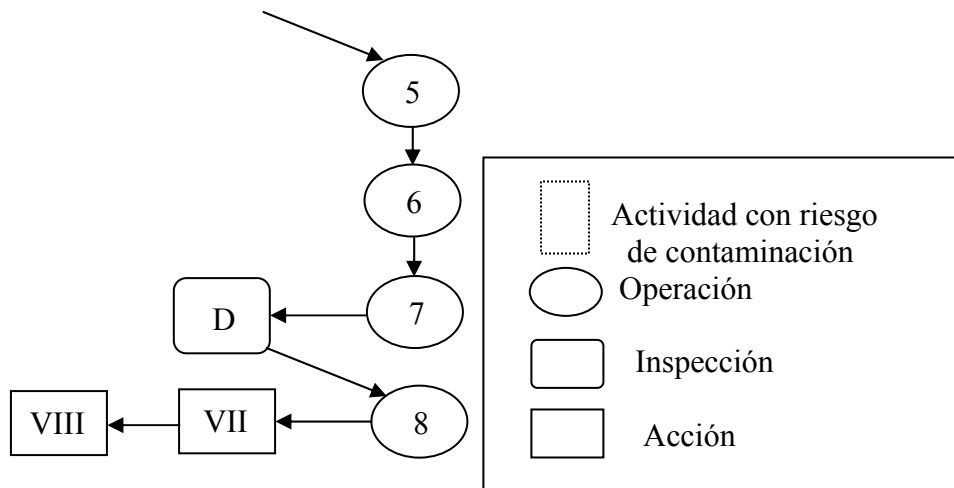 5
6
7
D
8
VII
VIII
Actividad con riesgo
de contaminación
Operación
Inspección
Acción